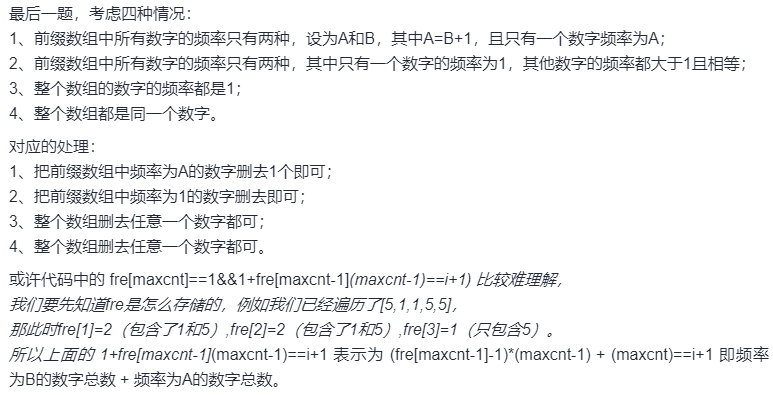 最后一题，考虑四种情况：
1、前缀数组中所有数字的频率只有两种，设为A和B，其中A=B+1，且只有一个数字频率为A；
2、前缀数组中所有数字的频率只有两种，其中只有一个数字的频率为1，其他数字的频率都大于1且相等；
3、整个数组的数字的频率都是1；
4、整个数组都是同一个数字。
对应的处理：
1、把前缀数组中频率为A的数字删去1个即可；
2、把前缀数组中频率为1的数字删去即可；
3、整个数组删去任意一个数字都可；
4、整个数组删去任意一个数字都可。
或许代码中的 fre[maxcnt]==1&&1+fre[maxcnt-1](maxcnt-1)==i+1) 比较难理解，
我们要先知道fre是怎么存储的，例如我们已经遍历了[5,1,1,5,5]，
那此时fre[1]=2（包含了1和5）,fre[2]=2（包含了1和5）,fre[3]=1（只包含5）。
所以上面的 1+fre[maxcnt-1](maxcnt-1)==i+1 表示为 (fre[maxcnt-1]-1)*(maxcnt-1) + (maxcnt)==i+1 即频率
为B的数字总数 + 频率为A的数字总数。